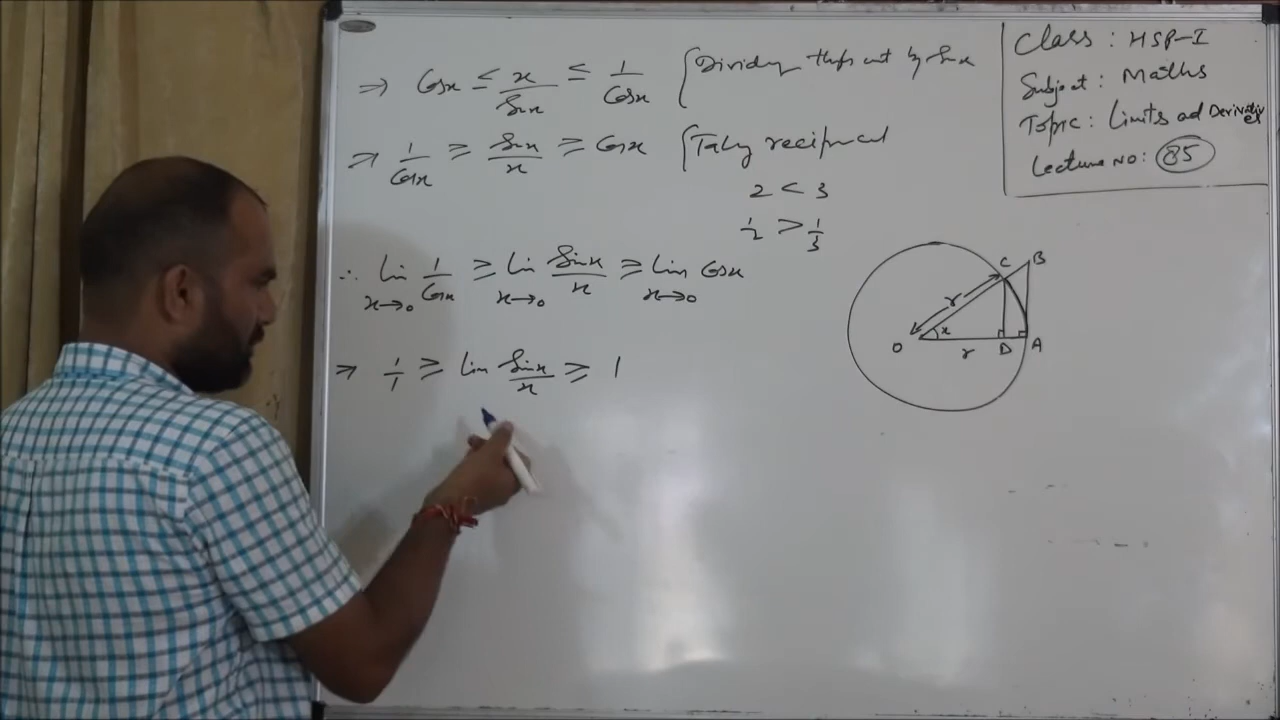 ⇒ Cosx ≤ x/Sinx ≤ 1/Cosx {Dividing thr out by Sinx
⇒ 1/Cosx ≥ Sinx/x ≥ Cosx {Taking reciprocal
2 < 3
1/2 > 1/3
∴ lim x→0 1/Cosx ≥ lim x→0 Sinx/x ≥ lim x→0 Cosx
⇒ 1/1 ≥ lim Sinx/x ≥ 1
Class : HSP-I
Subject : Maths
Topic : Limits ad Derivatives
Lecture No : 85
C B
r
x
O r D A